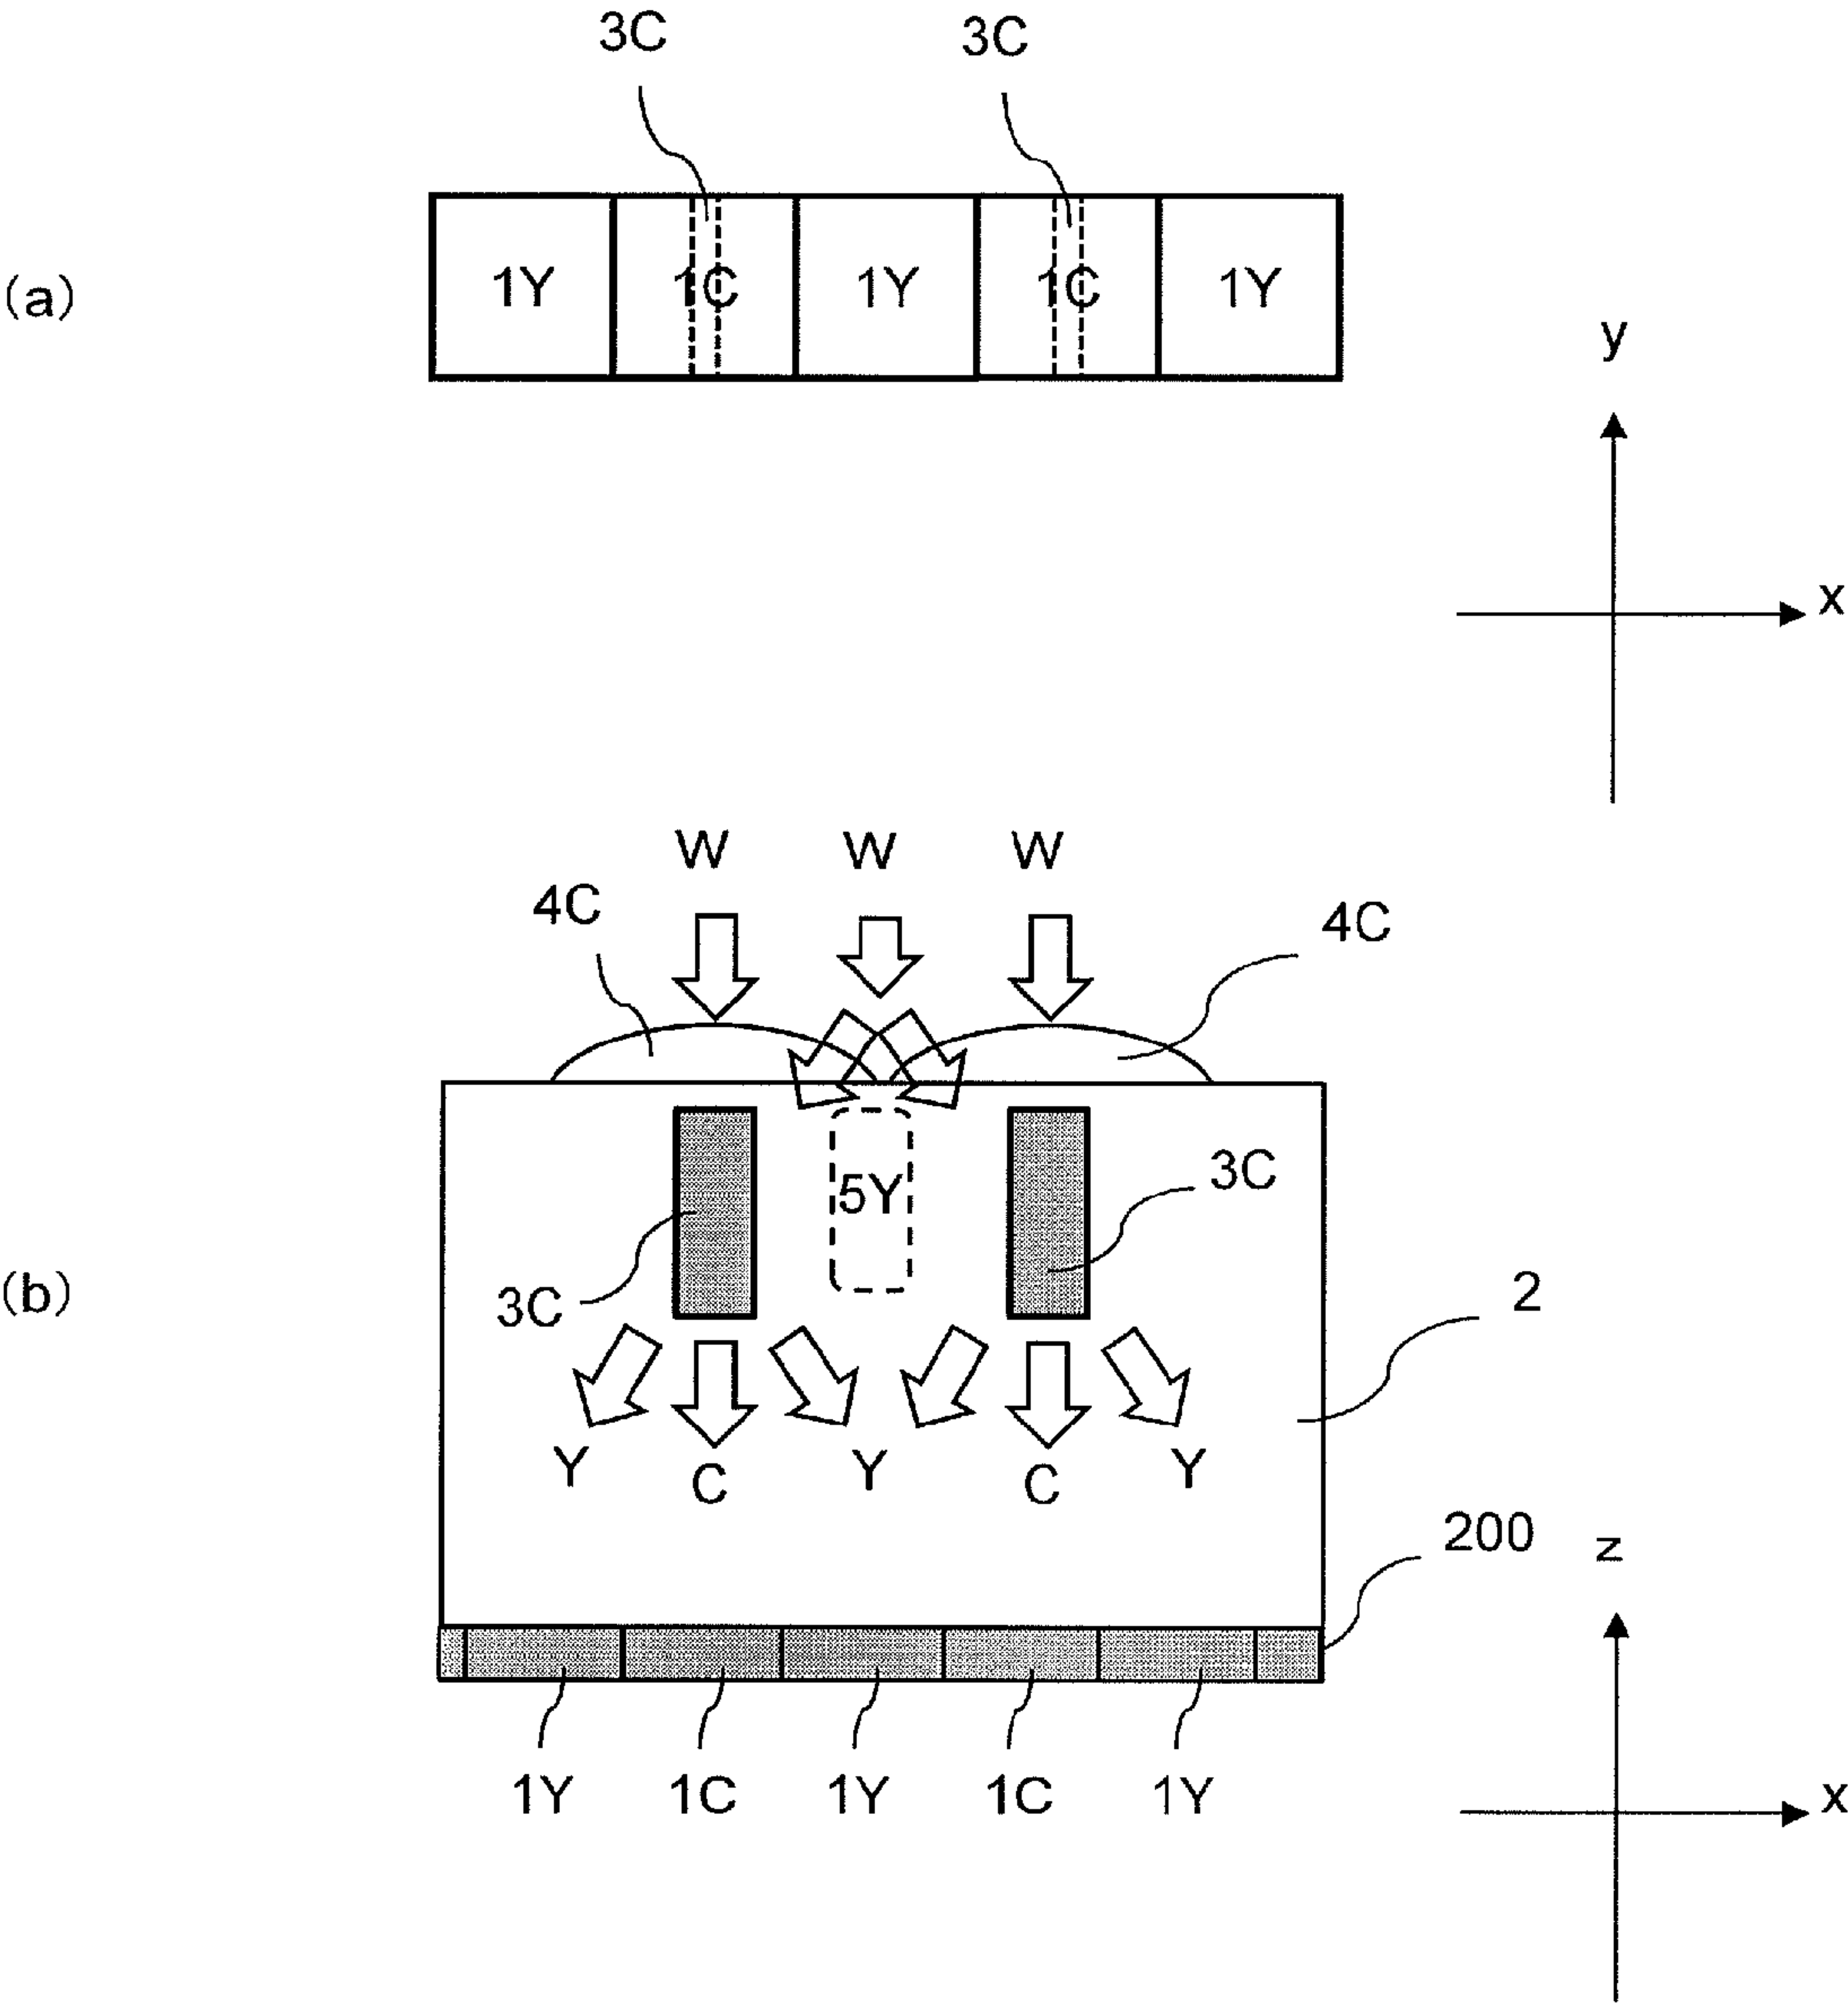 3C 3C
(a) 1Y 1C 1Y 1C 1Y
y
x
W W W
4C 4C
5Y 3C
(b) 3C 2
Y C Y C Y
200
z
1Y 1C 1Y 1C 1Y x